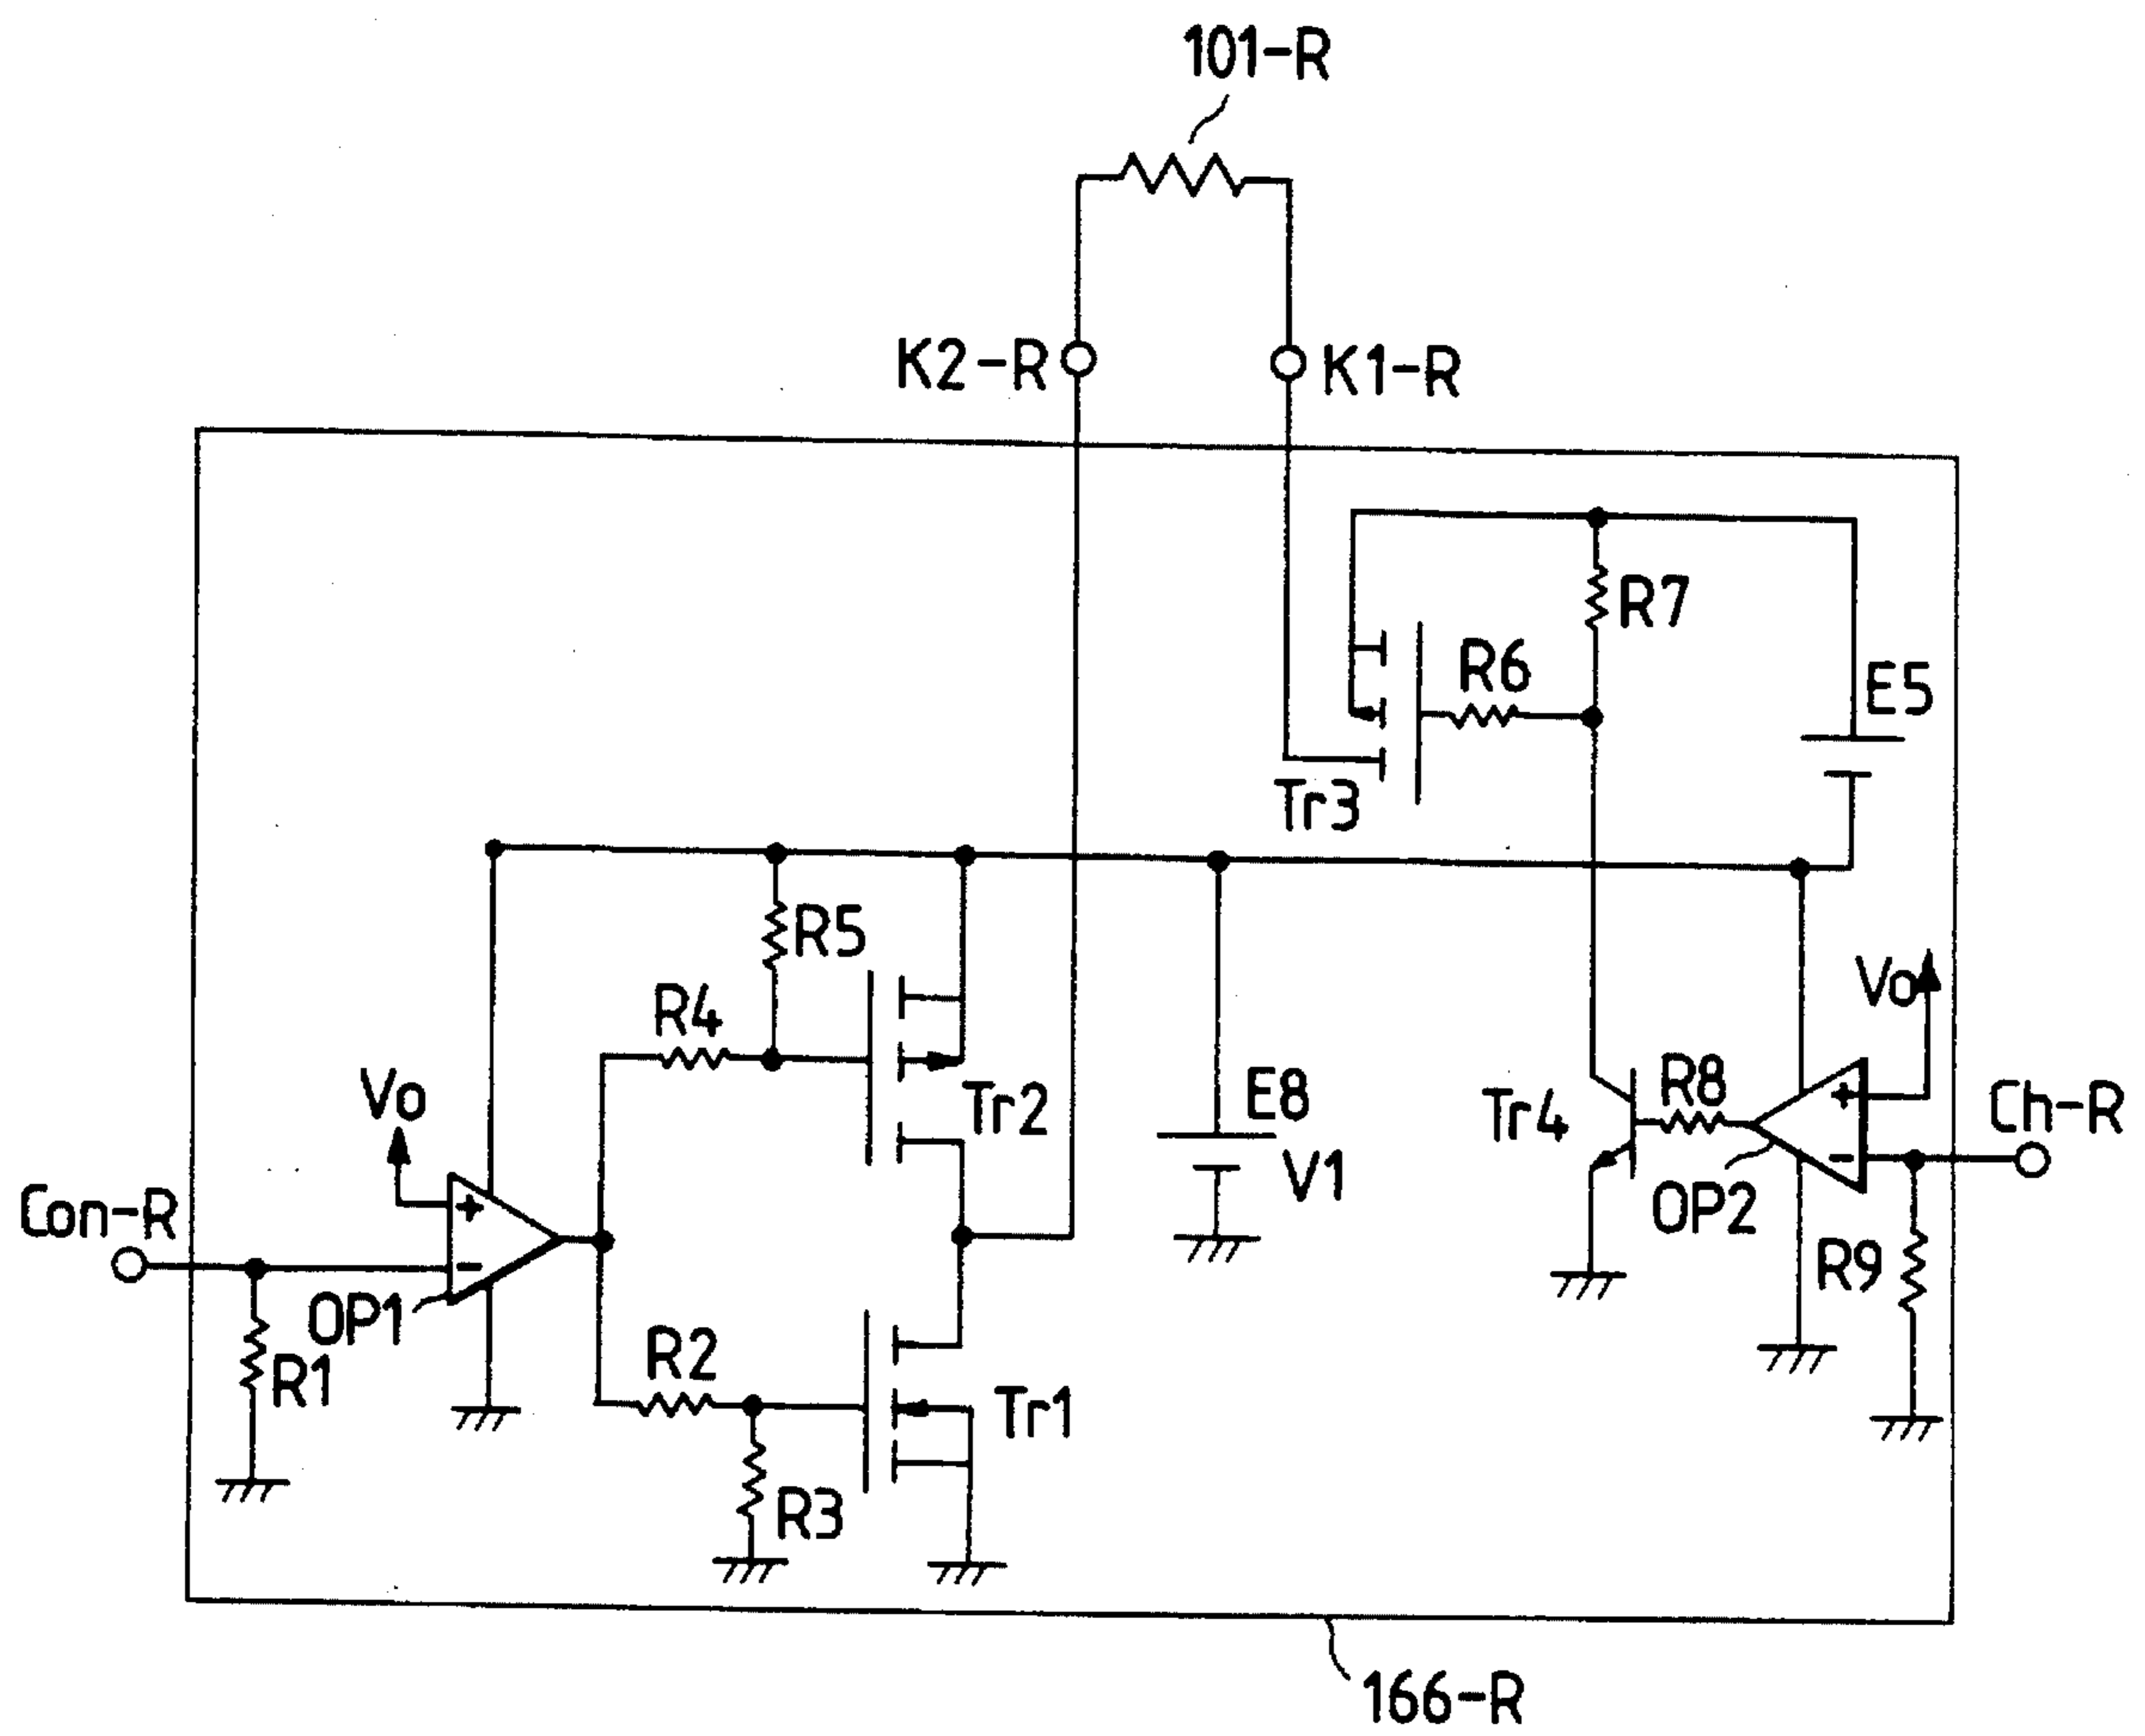 101-R
K2-R
K1-R
R7
R6
E5
Tr3
R5
R4
Vo
Vo
Tr2
E8
V1
Tr4
R8
Ch-R
OP2
R9
Con-R
+
-
+
-
OP1
R1
R2
Tr1
R3
166-R